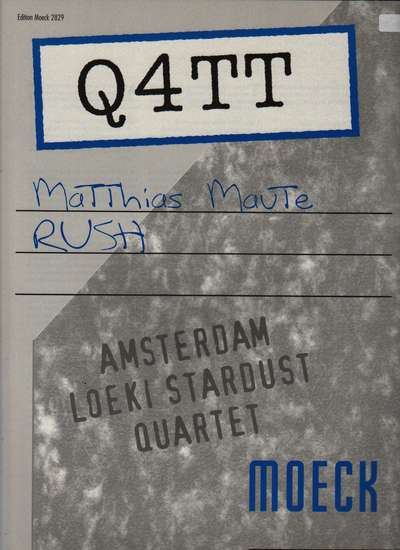 Edition Moeck 2829
Q4TT
Matthias Maute
RUSH
AMSTERDAM
LOEKI STARDUST
QUARTET
MOECK